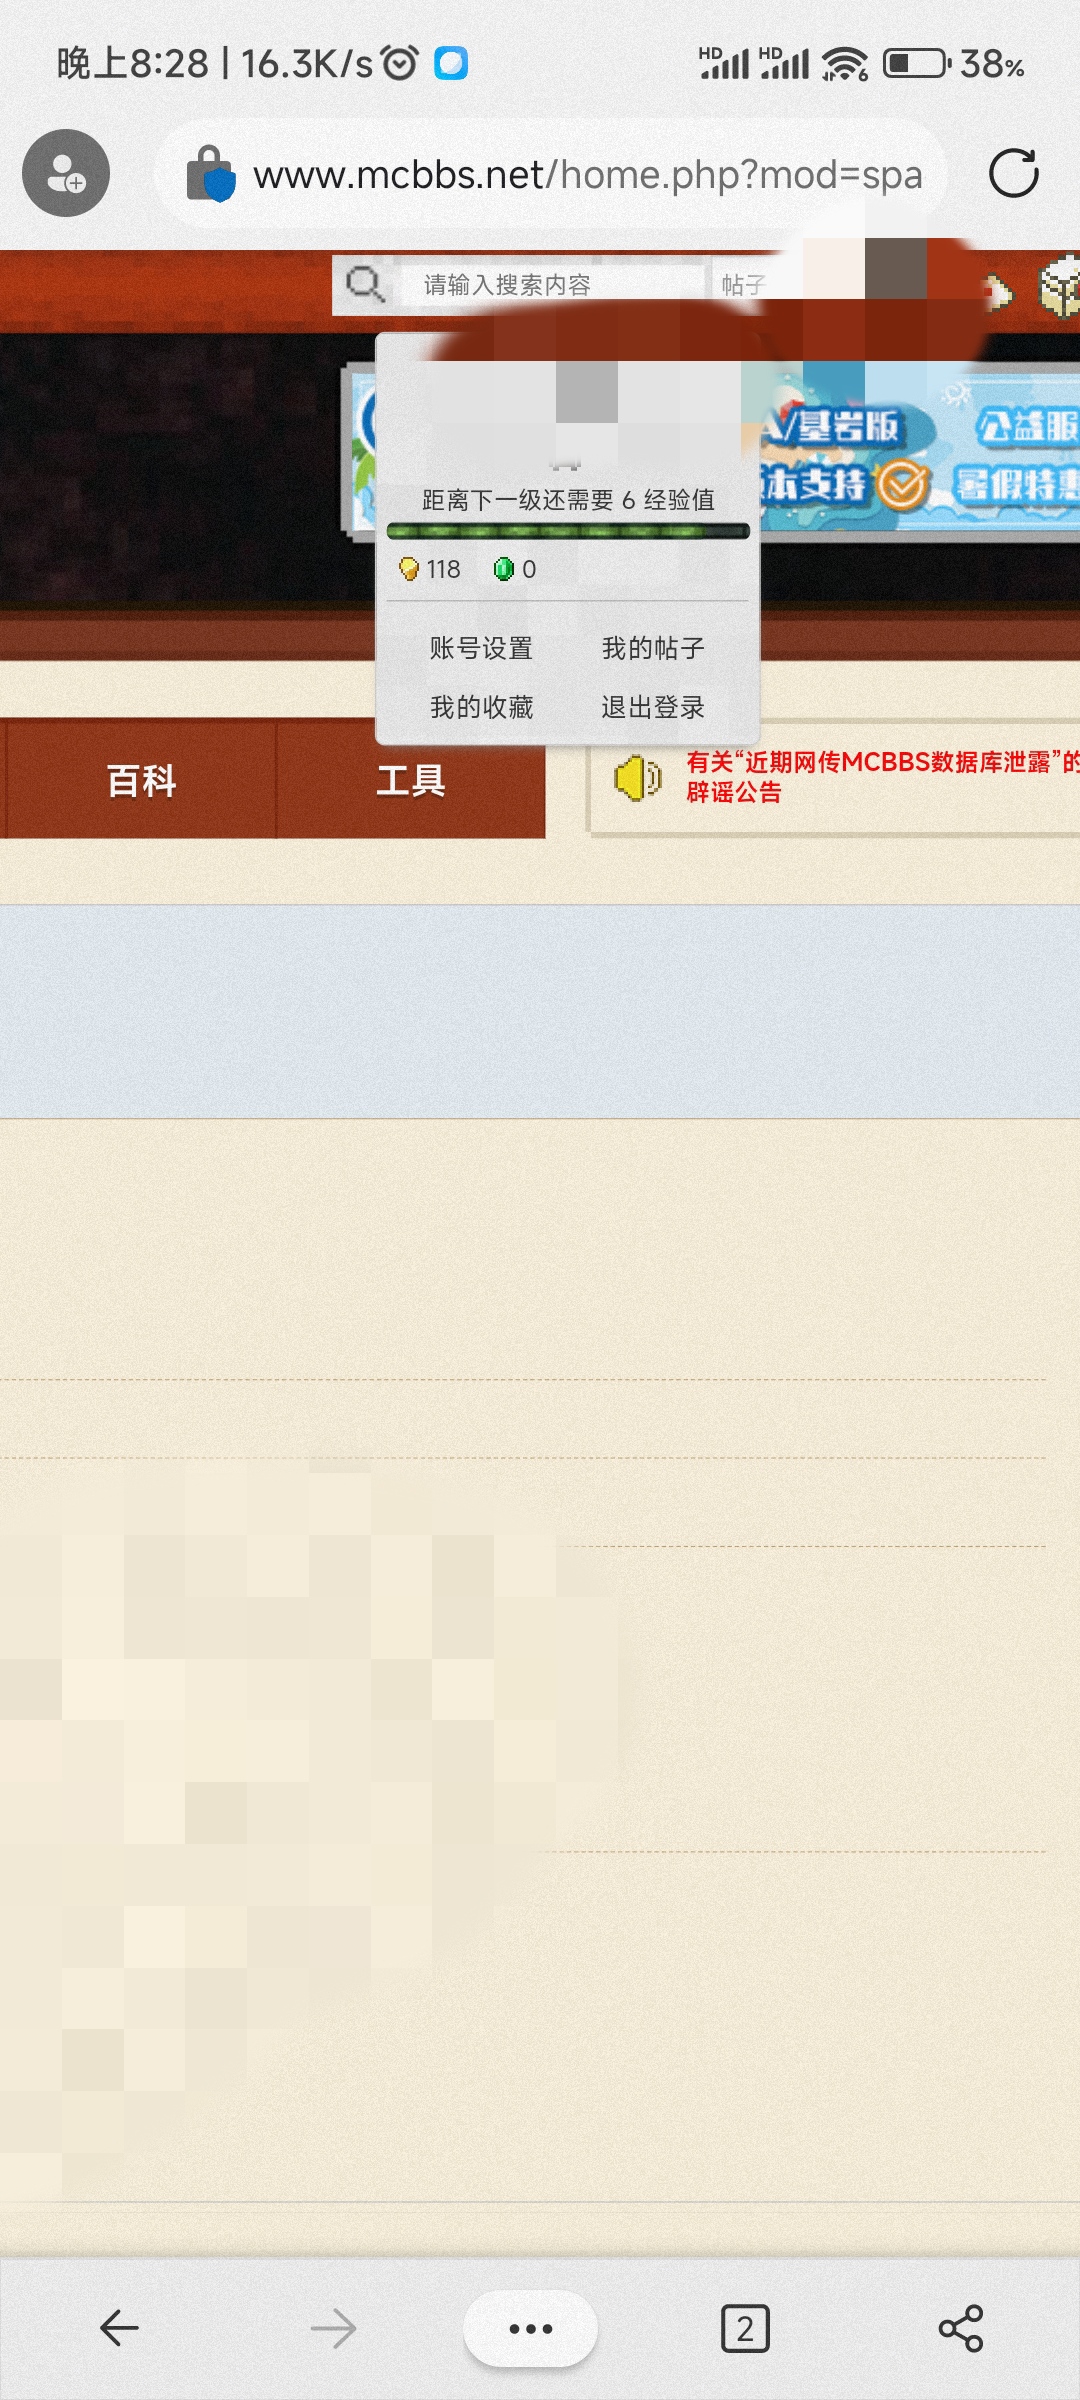 晚上8:28 | 16.3K/s
HD HD 6 38%
www.mcbbs.net/home.php?mod=spa
请输入搜索内容 帖子
/基岩版 公益服
本支持 暑假特惠
距离下一级还需要 6 经验值
118 0
账号设置 我的帖子
我的收藏 退出登录
百科 工具
有关“近期网传MCBBS数据库泄露”的
辟谣公告
2